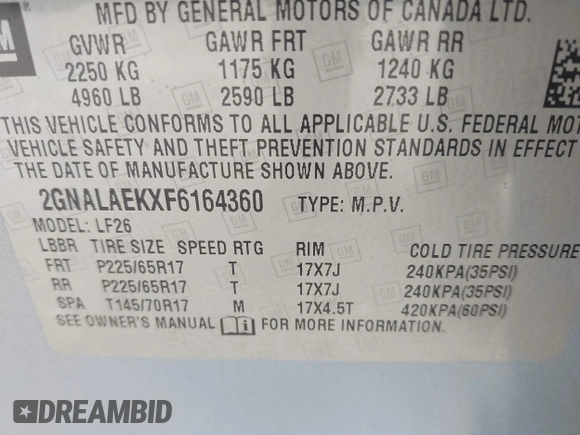 MFD BY GENERAL MOTORS OF CANADA LTD.
GM
GVWR GAWR FRT GAWR RR
2250 KG 1175 KG 1240 KG
4960 LB 2590 LB 2733 LB
THIS VEHICLE CONFORMS TO ALL APPLICABLE U.S. FEDERAL MOT
VEHICLE SAFETY AND THEFT PREVENTION STANDARDS IN EFFECT
THE DATE OF MANUFACTURE SHOWN ABOVE.
2GNALAEKXF6164360 TYPE: M.P.V.
MODEL: LF26
LBBR TIRE SIZE SPEED RTG RIM COLD TIRE PRESSURE
FRT P225/65R17 T 17X7J 240KPA(35PSI)
RR P225/65R17 T 17X7J 240KPA(35PSI)
SPA T145/70R17 M 17X4.5T 420KPA(60PSI)
SEE OWNER'S MANUAL FOR MORE INFORMATION.
DREAMBID